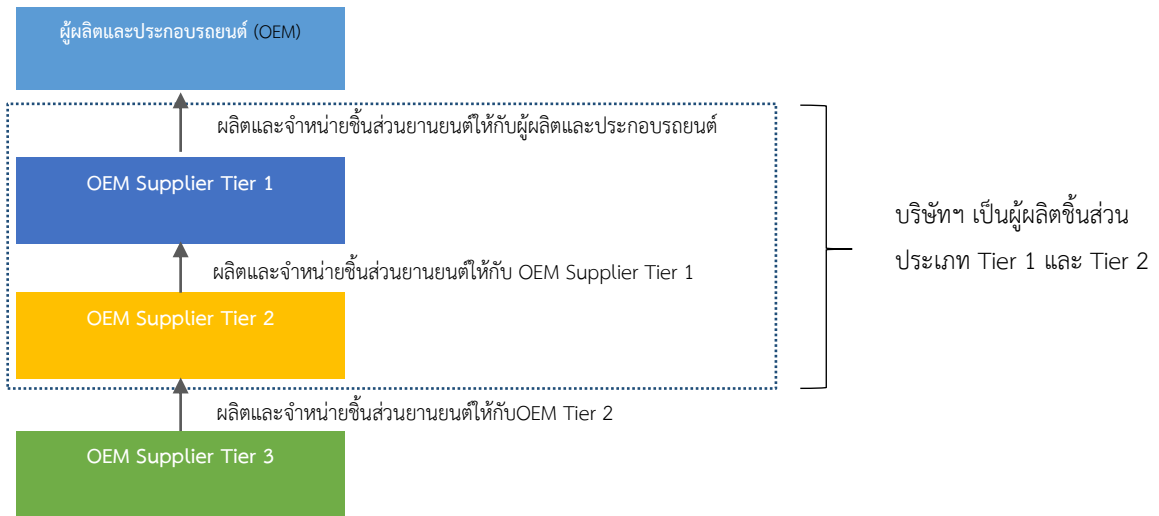 ผู้ผลิตและประกอบรถยนต์ (OEM)
ผลิตและจำหน่ายชิ้นส่วนยานยนต์ให้กับผู้ผลิตและประกอบรถยนต์
OEM Supplier Tier 1
บริษัทฯ เป็นผู้ผลิตชิ้นส่วน
ประเภท Tier 1 และ Tier 2
ผลิตและจำหน่ายชิ้นส่วนยานยนต์ให้กับ OEM Supplier Tier 1
OEM Supplier Tier 2
ผลิตและจำหน่ายชิ้นส่วนยานยนต์ให้กับOEM Tier 2
OEM Supplier Tier 3